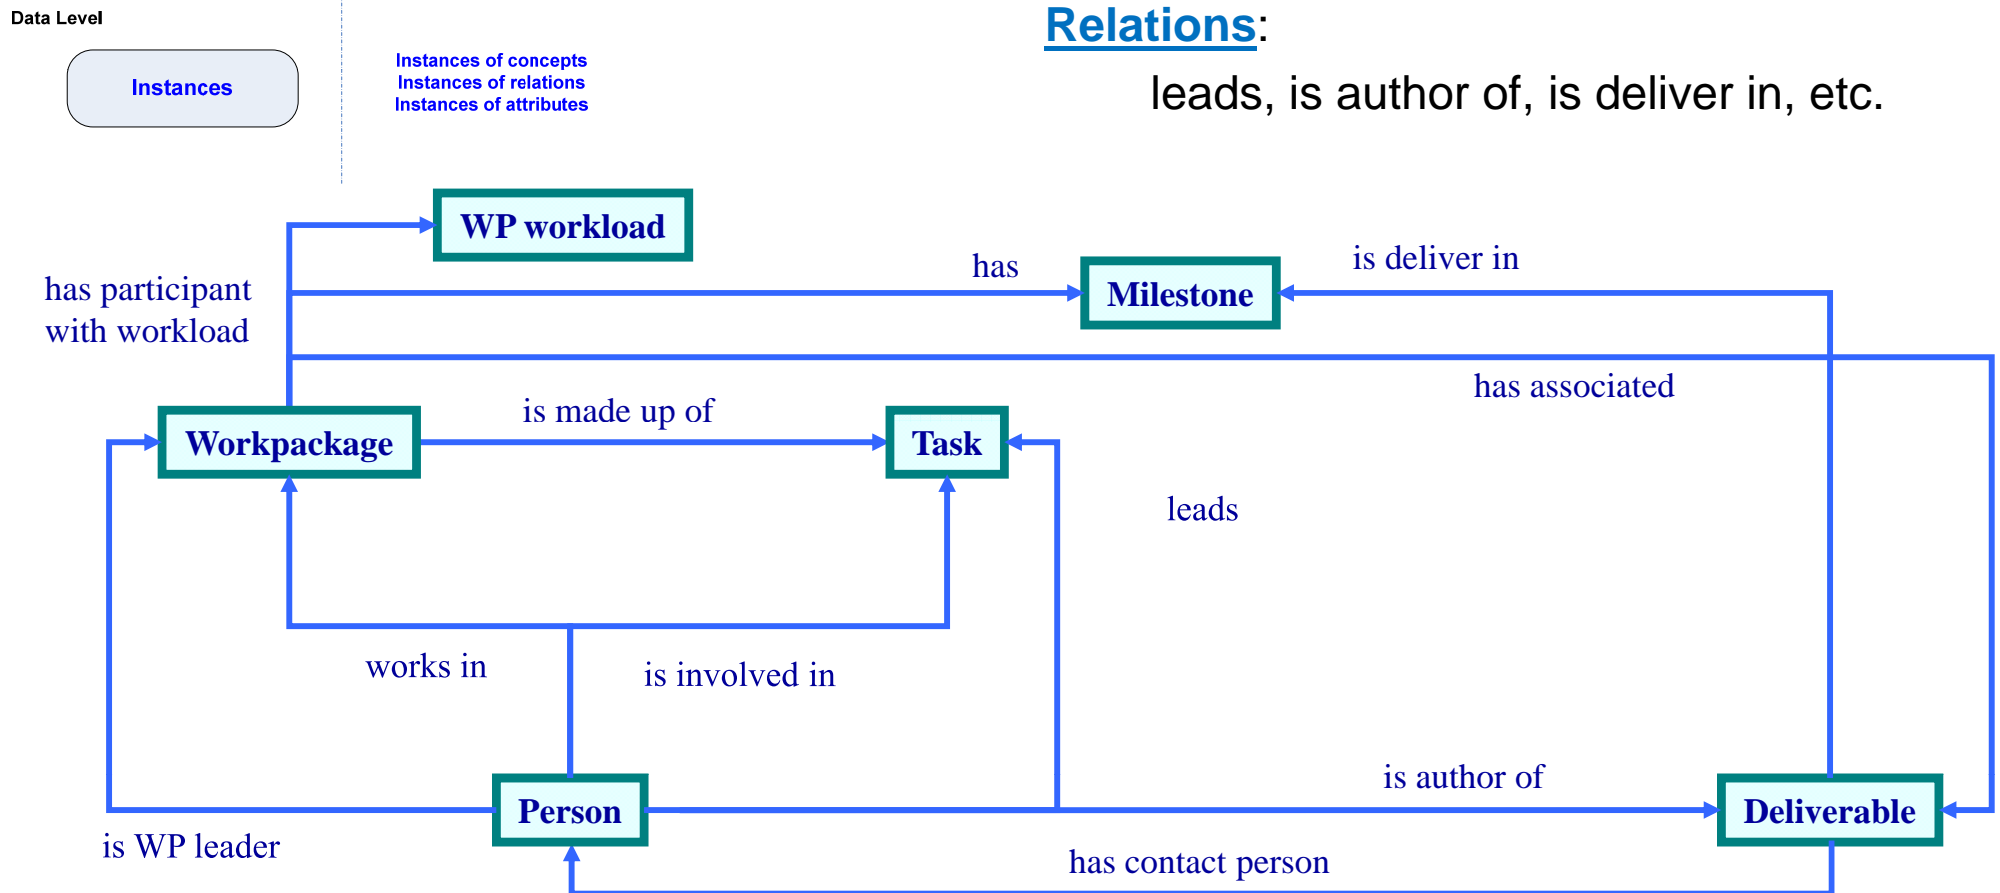 Data Level
Instances
Instances of concepts
Instances of relations
Instances of attributes
Relations:
leads, is author of, is deliver in, etc.
WP workload
has
Milestone
is deliver in
has participant
with workload
has associated
Workpackage
is made up of
Task
leads
works in
is involved in
Person
is author of
Deliverable
is WP leader
has contact person